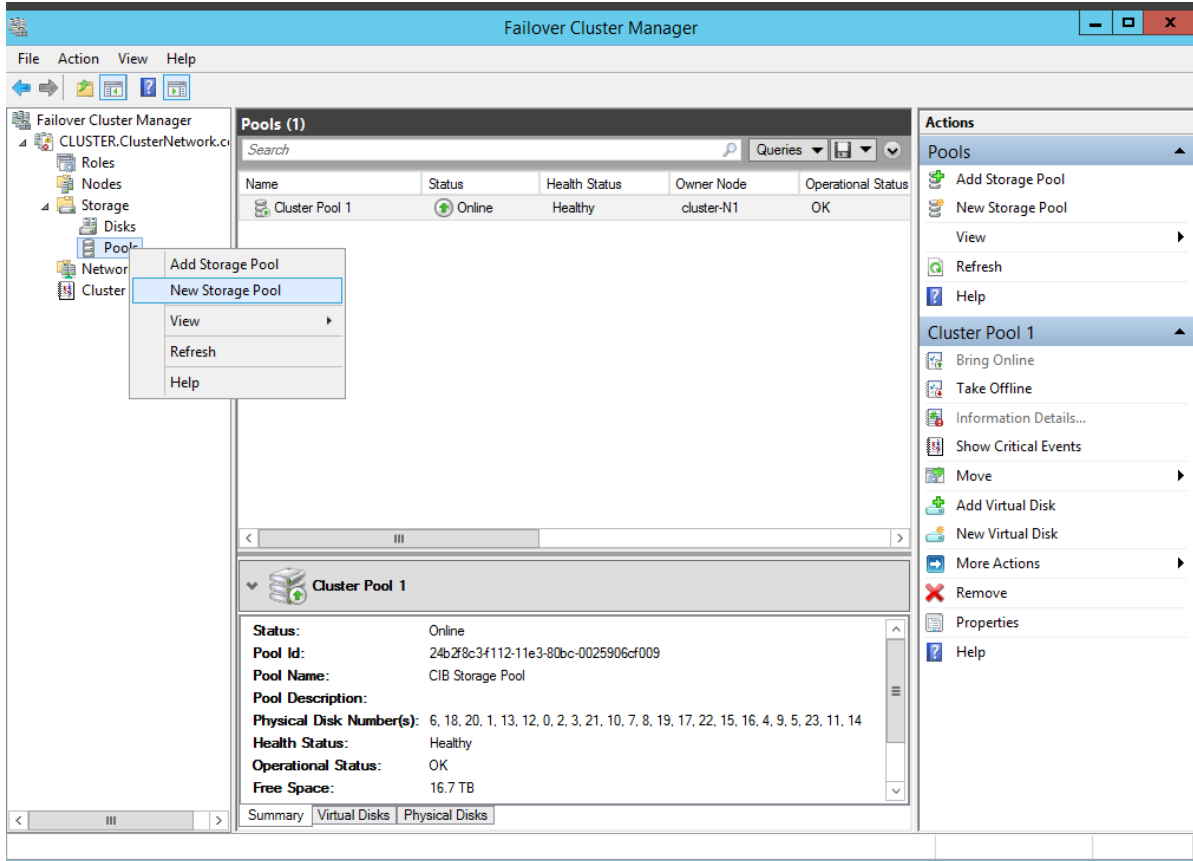 Failover Cluster Manager
File Action View Help
Failover Cluster Manager
CLUSTER.ClusterNetwork.c
Roles
Nodes
Storage
Disks
Pools
Networ
Cluster
Add Storage Pool
New Storage Pool
View
Refresh
Help
Pools (1)
Search
Queries
Name Status Health Status Owner Node Operational Status
Cluster Pool 1 Online Healthy cluster-N1 OK
Cluster Pool 1
Status: Online
Pool Id: 24b2f8c3-f112-11e3-80bc-0025906cf009
Pool Name: CIB Storage Pool
Pool Description:
Physical Disk Number(s): 6, 18, 20, 1, 13, 12, 0, 2, 3, 21, 10, 7, 8, 19, 17, 22, 15, 16, 4, 9, 5, 23, 11, 14
Health Status: Healthy
Operational Status: OK
Free Space: 16.7 TB
Summary Virtual Disks Physical Disks
Actions
Pools
Add Storage Pool
New Storage Pool
View
Refresh
Help
Cluster Pool 1
Bring Online
Take Offline
Information Details...
Show Critical Events
Move
Add Virtual Disk
New Virtual Disk
More Actions
Remove
Properties
Help